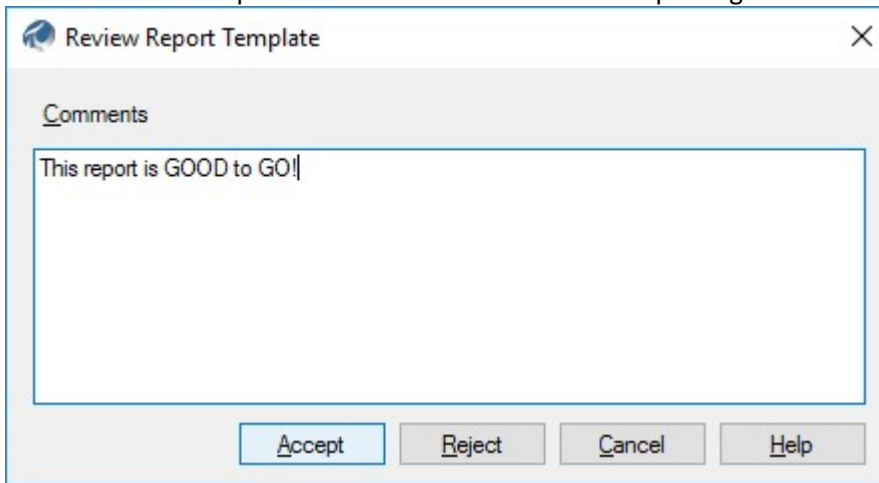 Review Report Template
Comments
This report is GOOD to GO!
Accept Reject Cancel Help